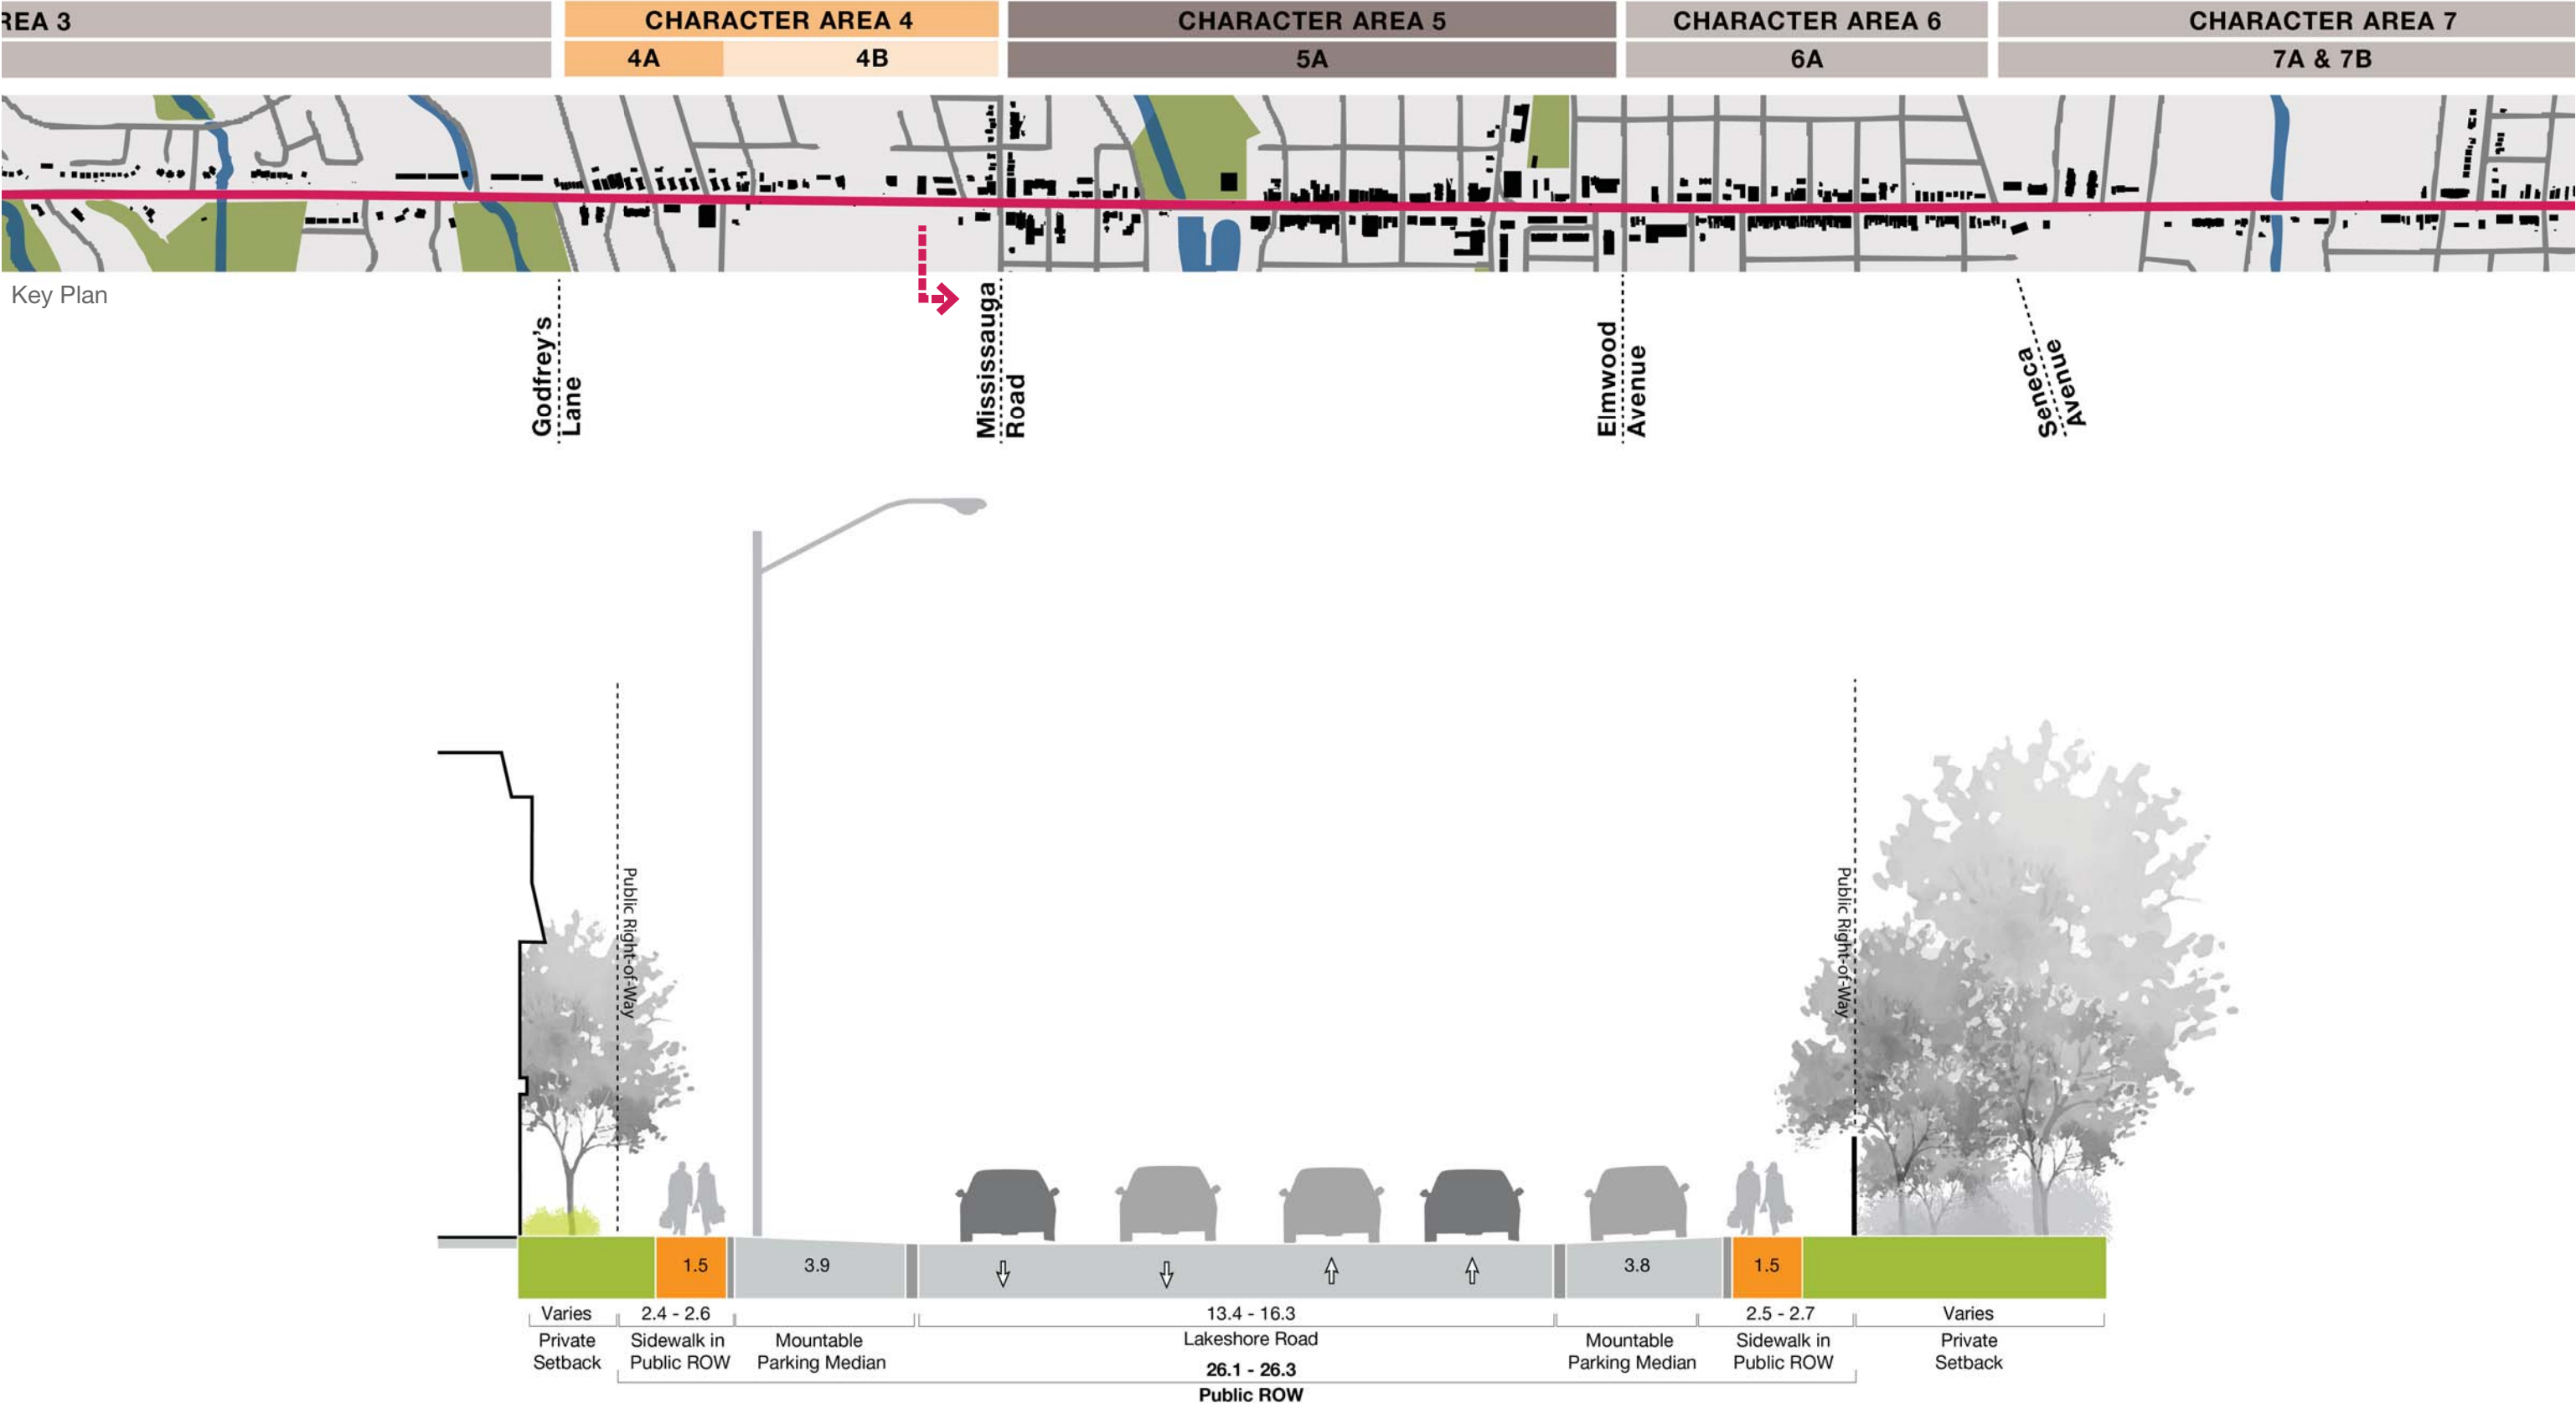 REA 3
CHARACTER AREA 4
CHARACTER AREA 5
CHARACTER AREA 6
CHARACTER AREA 7
4A
4B
5A
6A
7A & 7B
Key Plan
Godfrey's
Lane
Mississauga
Road
Elmwood
Avenue
Seneca
Avenue
Public Right-of-Way
Public Right-of-Way
1.5
3.9
3.8
1.5
Varies
2.4 - 2.6
13.4 - 16.3
2.5 - 2.7
Varies
Private
Setback
Sidewalk in
Public ROW
Mountable
Parking Median
Lakeshore Road
Mountable
Parking Median
Sidewalk in
Public ROW
Private
Setback
26.1 - 26.3
Public ROW